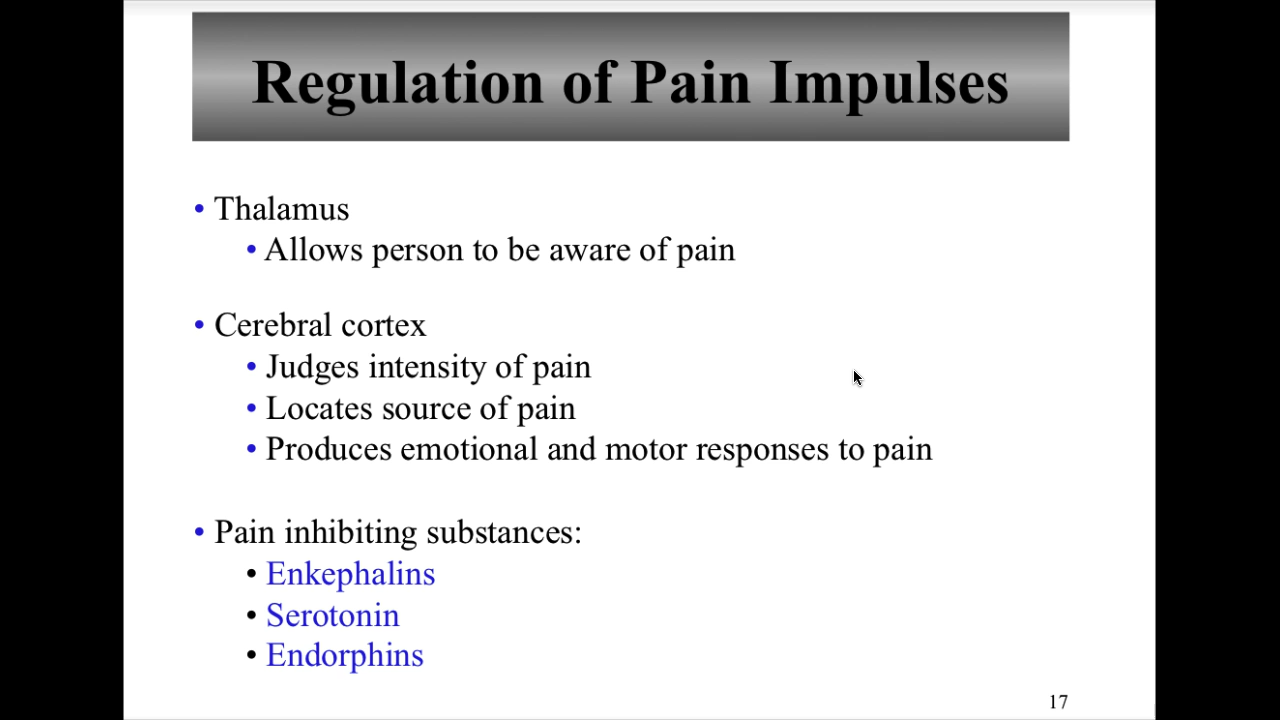 Regulation of Pain Impulses
• Thalamus
• Allows person to be aware of pain
• Cerebral cortex
• Judges intensity of pain
• Locates source of pain
• Produces emotional and motor responses to pain
• Pain inhibiting substances:
• Enkephalins
• Serotonin
• Endorphins
17